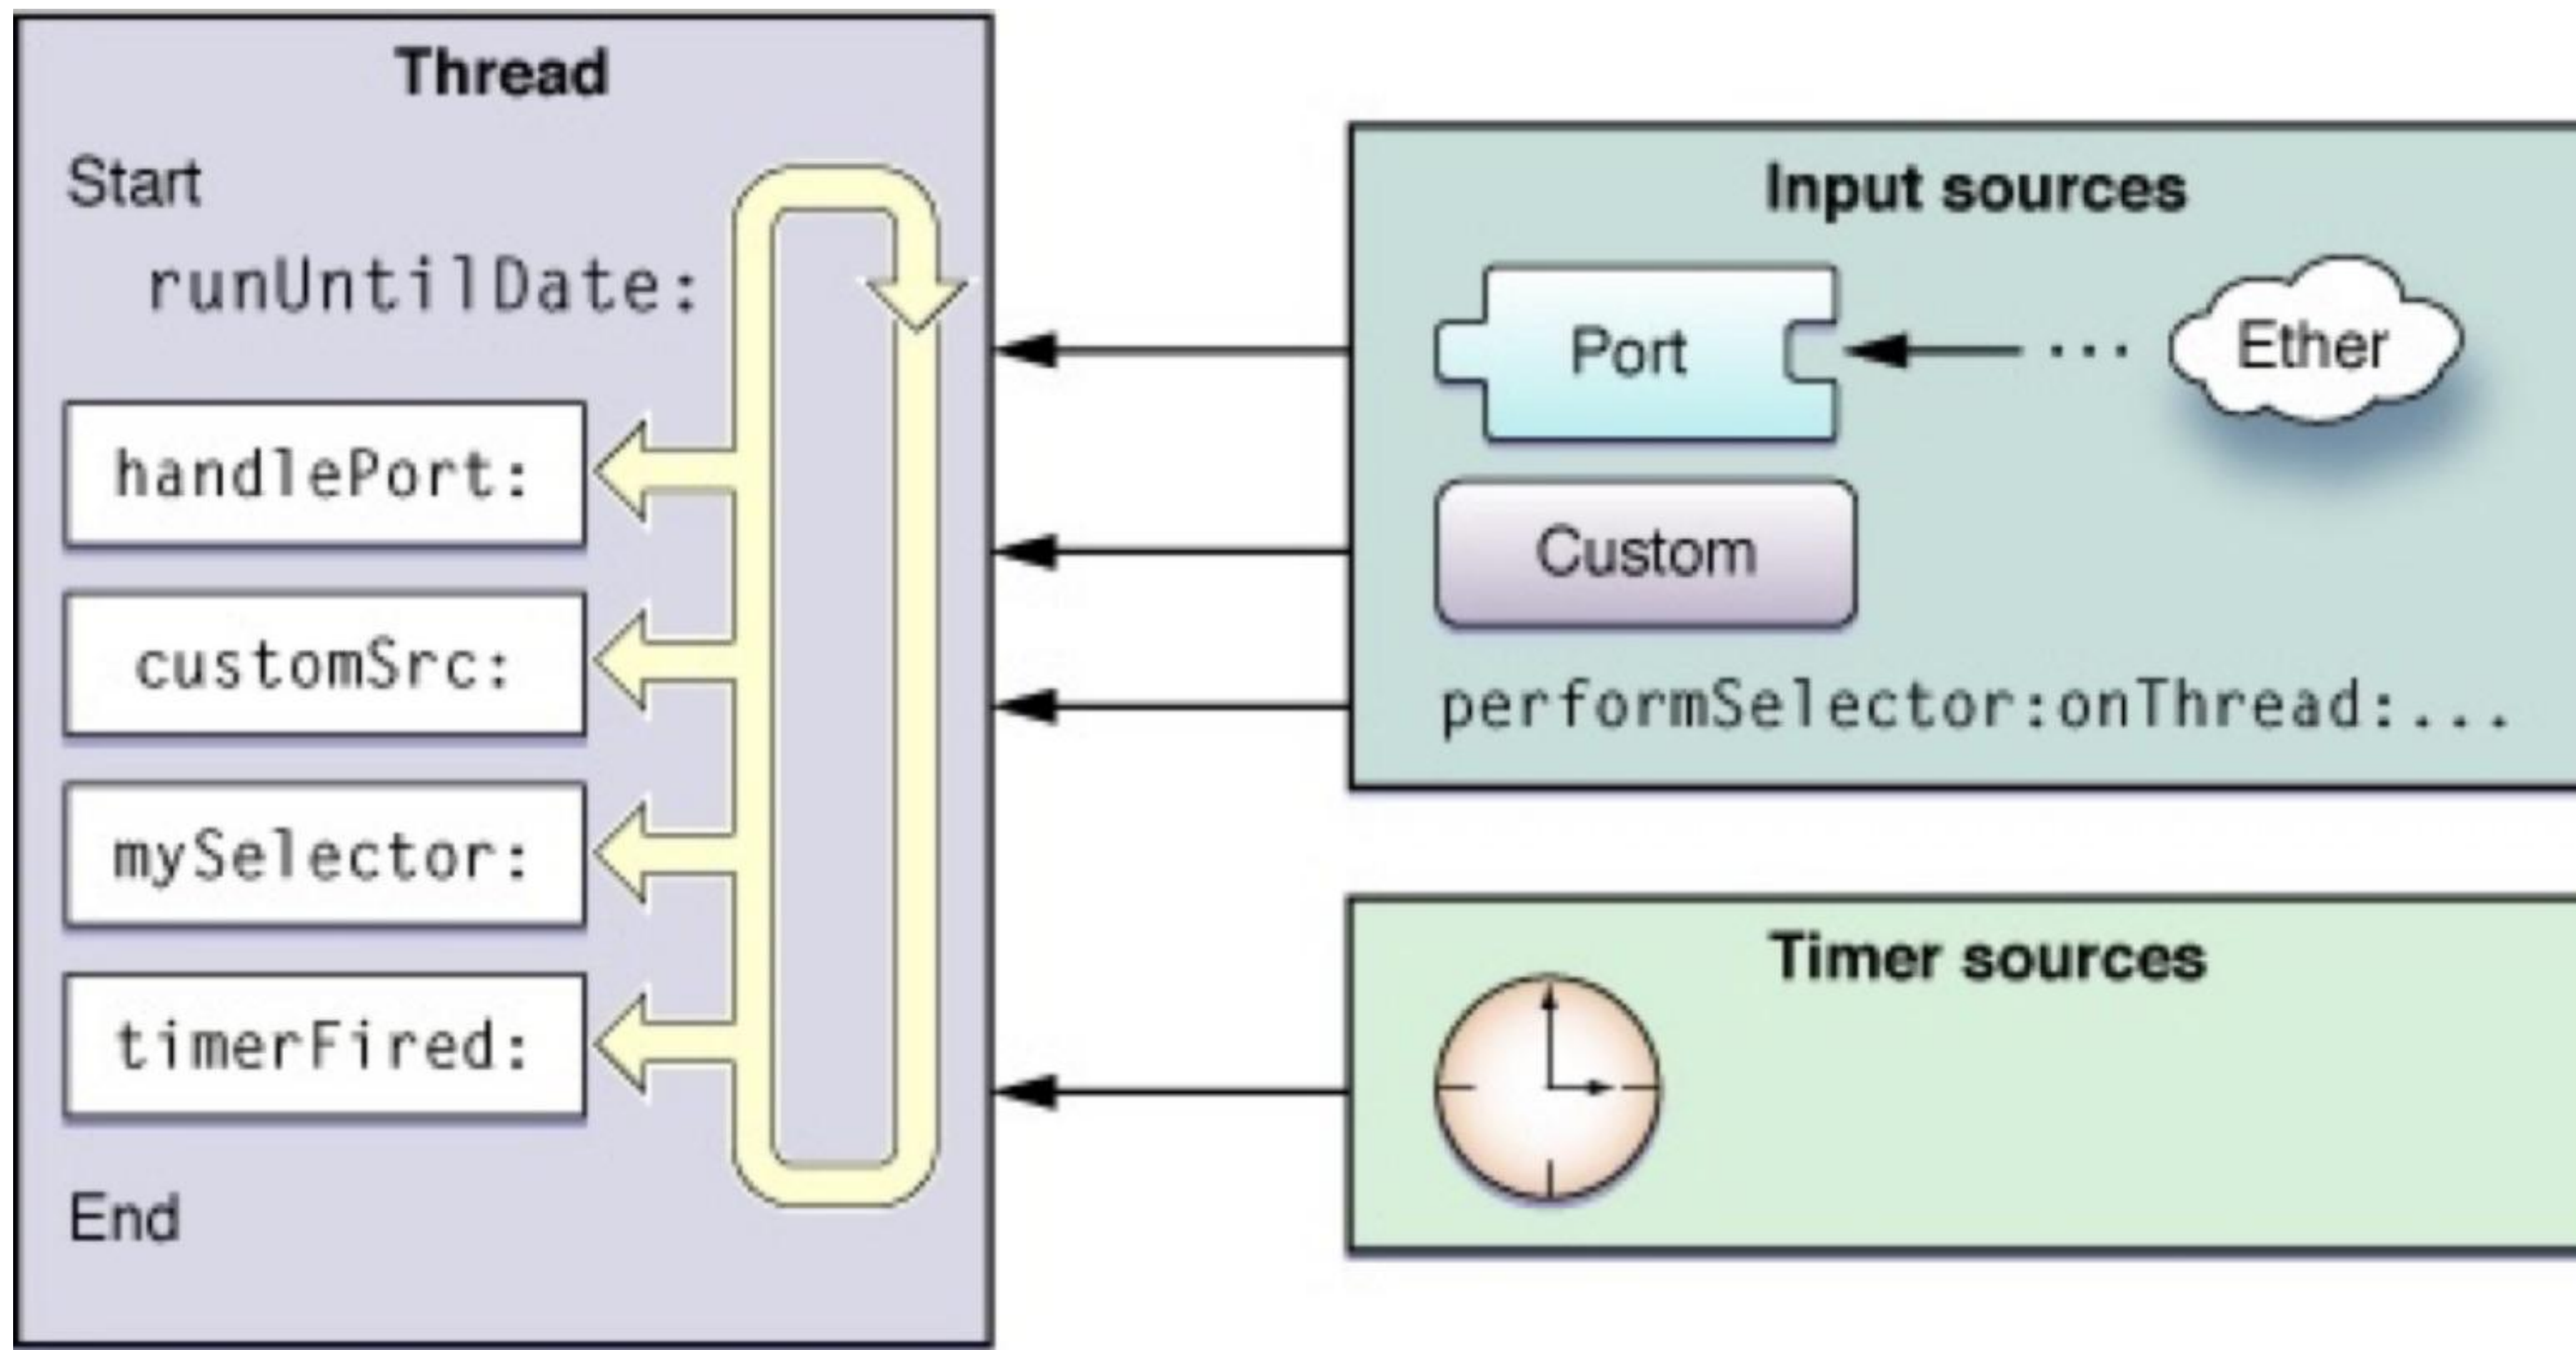 Thread
Start
runUntilDate:
handlePort:
customSrc:
mySelector:
timerFired:
End
Input sources
Port
Ether
Custom
performSelector:onThread:...
Timer sources